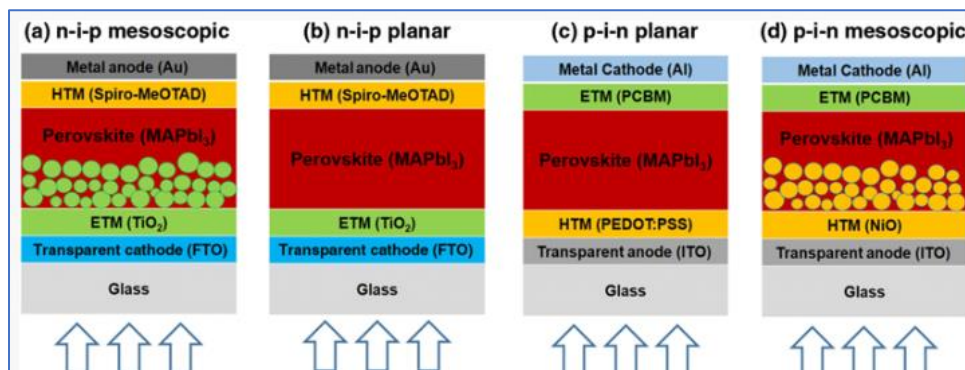 (a) n-i-p mesoscopic
Metal anode (Au)
HTM (Spiro-MeOTAD)
Perovskite (MAPbI₃)
ETM (TiO₂)
Transparent cathode (FTO)
Glass
(b) n-i-p planar
Metal anode (Au)
HTM (Spiro-MeOTAD)
Perovskite (MAPbI₃)
ETM (TiO₂)
Transparent cathode (FTO)
Glass
(c) p-i-n planar
Metal Cathode (Al)
ETM (PCBM)
Perovskite (MAPbI₃)
HTM (PEDOT:PSS)
Transparent anode (ITO)
Glass
(d) p-i-n mesoscopic
Metal Cathode (Al)
ETM (PCBM)
Perovskite (MAPbI₃)
HTM (NiO)
Transparent anode (ITO)
Glass